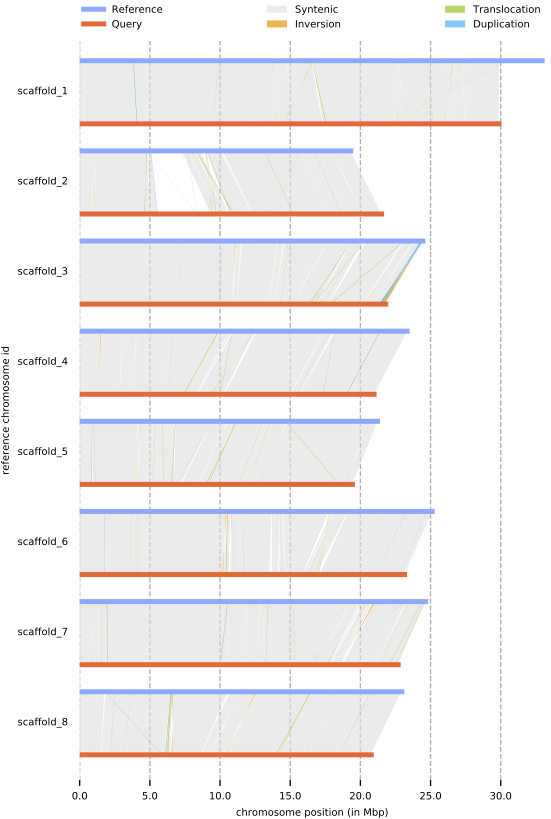 Reference Syntenic Translocation
Query Inversion Duplication
scaffold_1
scaffold_2
scaffold_3
scaffold_4
scaffold_5
scaffold_6
scaffold_7
scaffold_8
reference chromosome id
0.0 5.0 10.0 15.0 20.0 25.0 30.0
chromosome position (in Mbp)